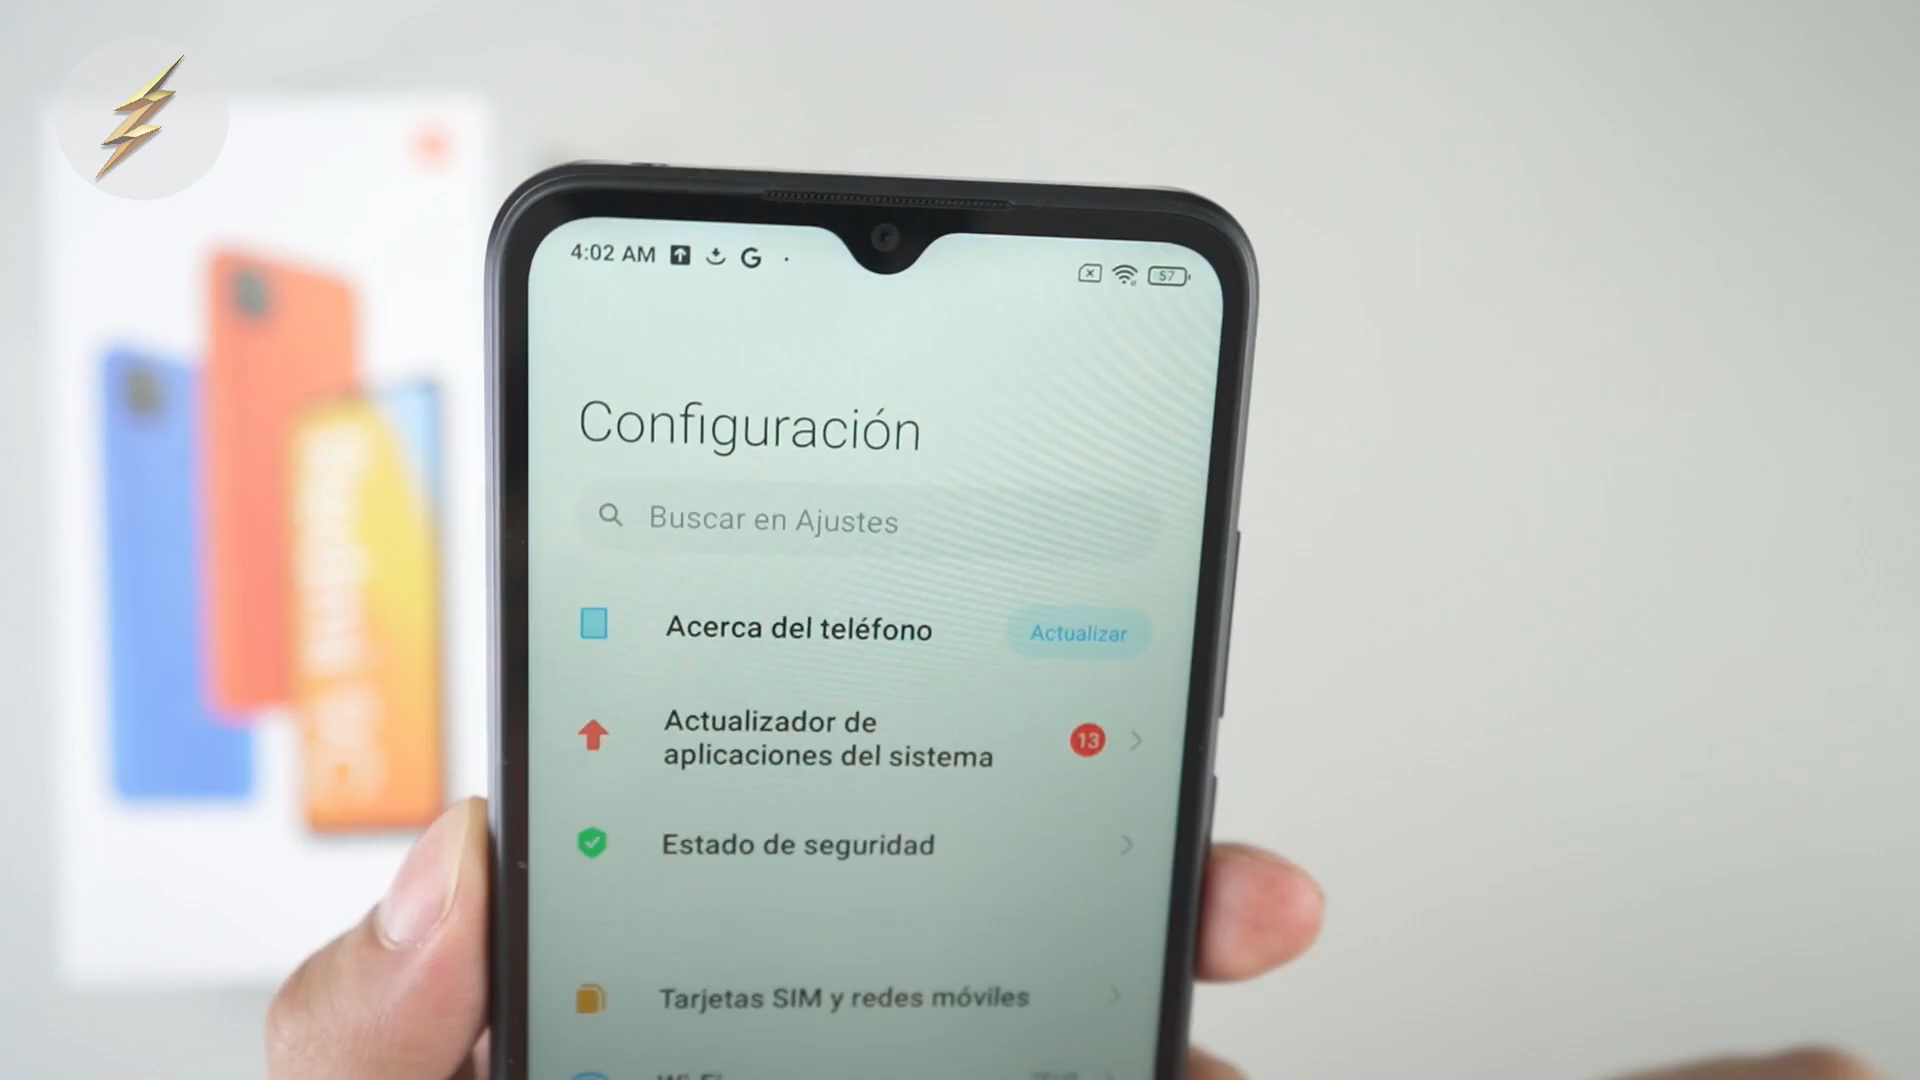 4:02 AM
57
Configuración
Buscar en Ajustes
Acerca del teléfono
Actualizar
Actualizador de
aplicaciones del sistema
13
Estado de seguridad
Tarjetas SIM y redes móviles